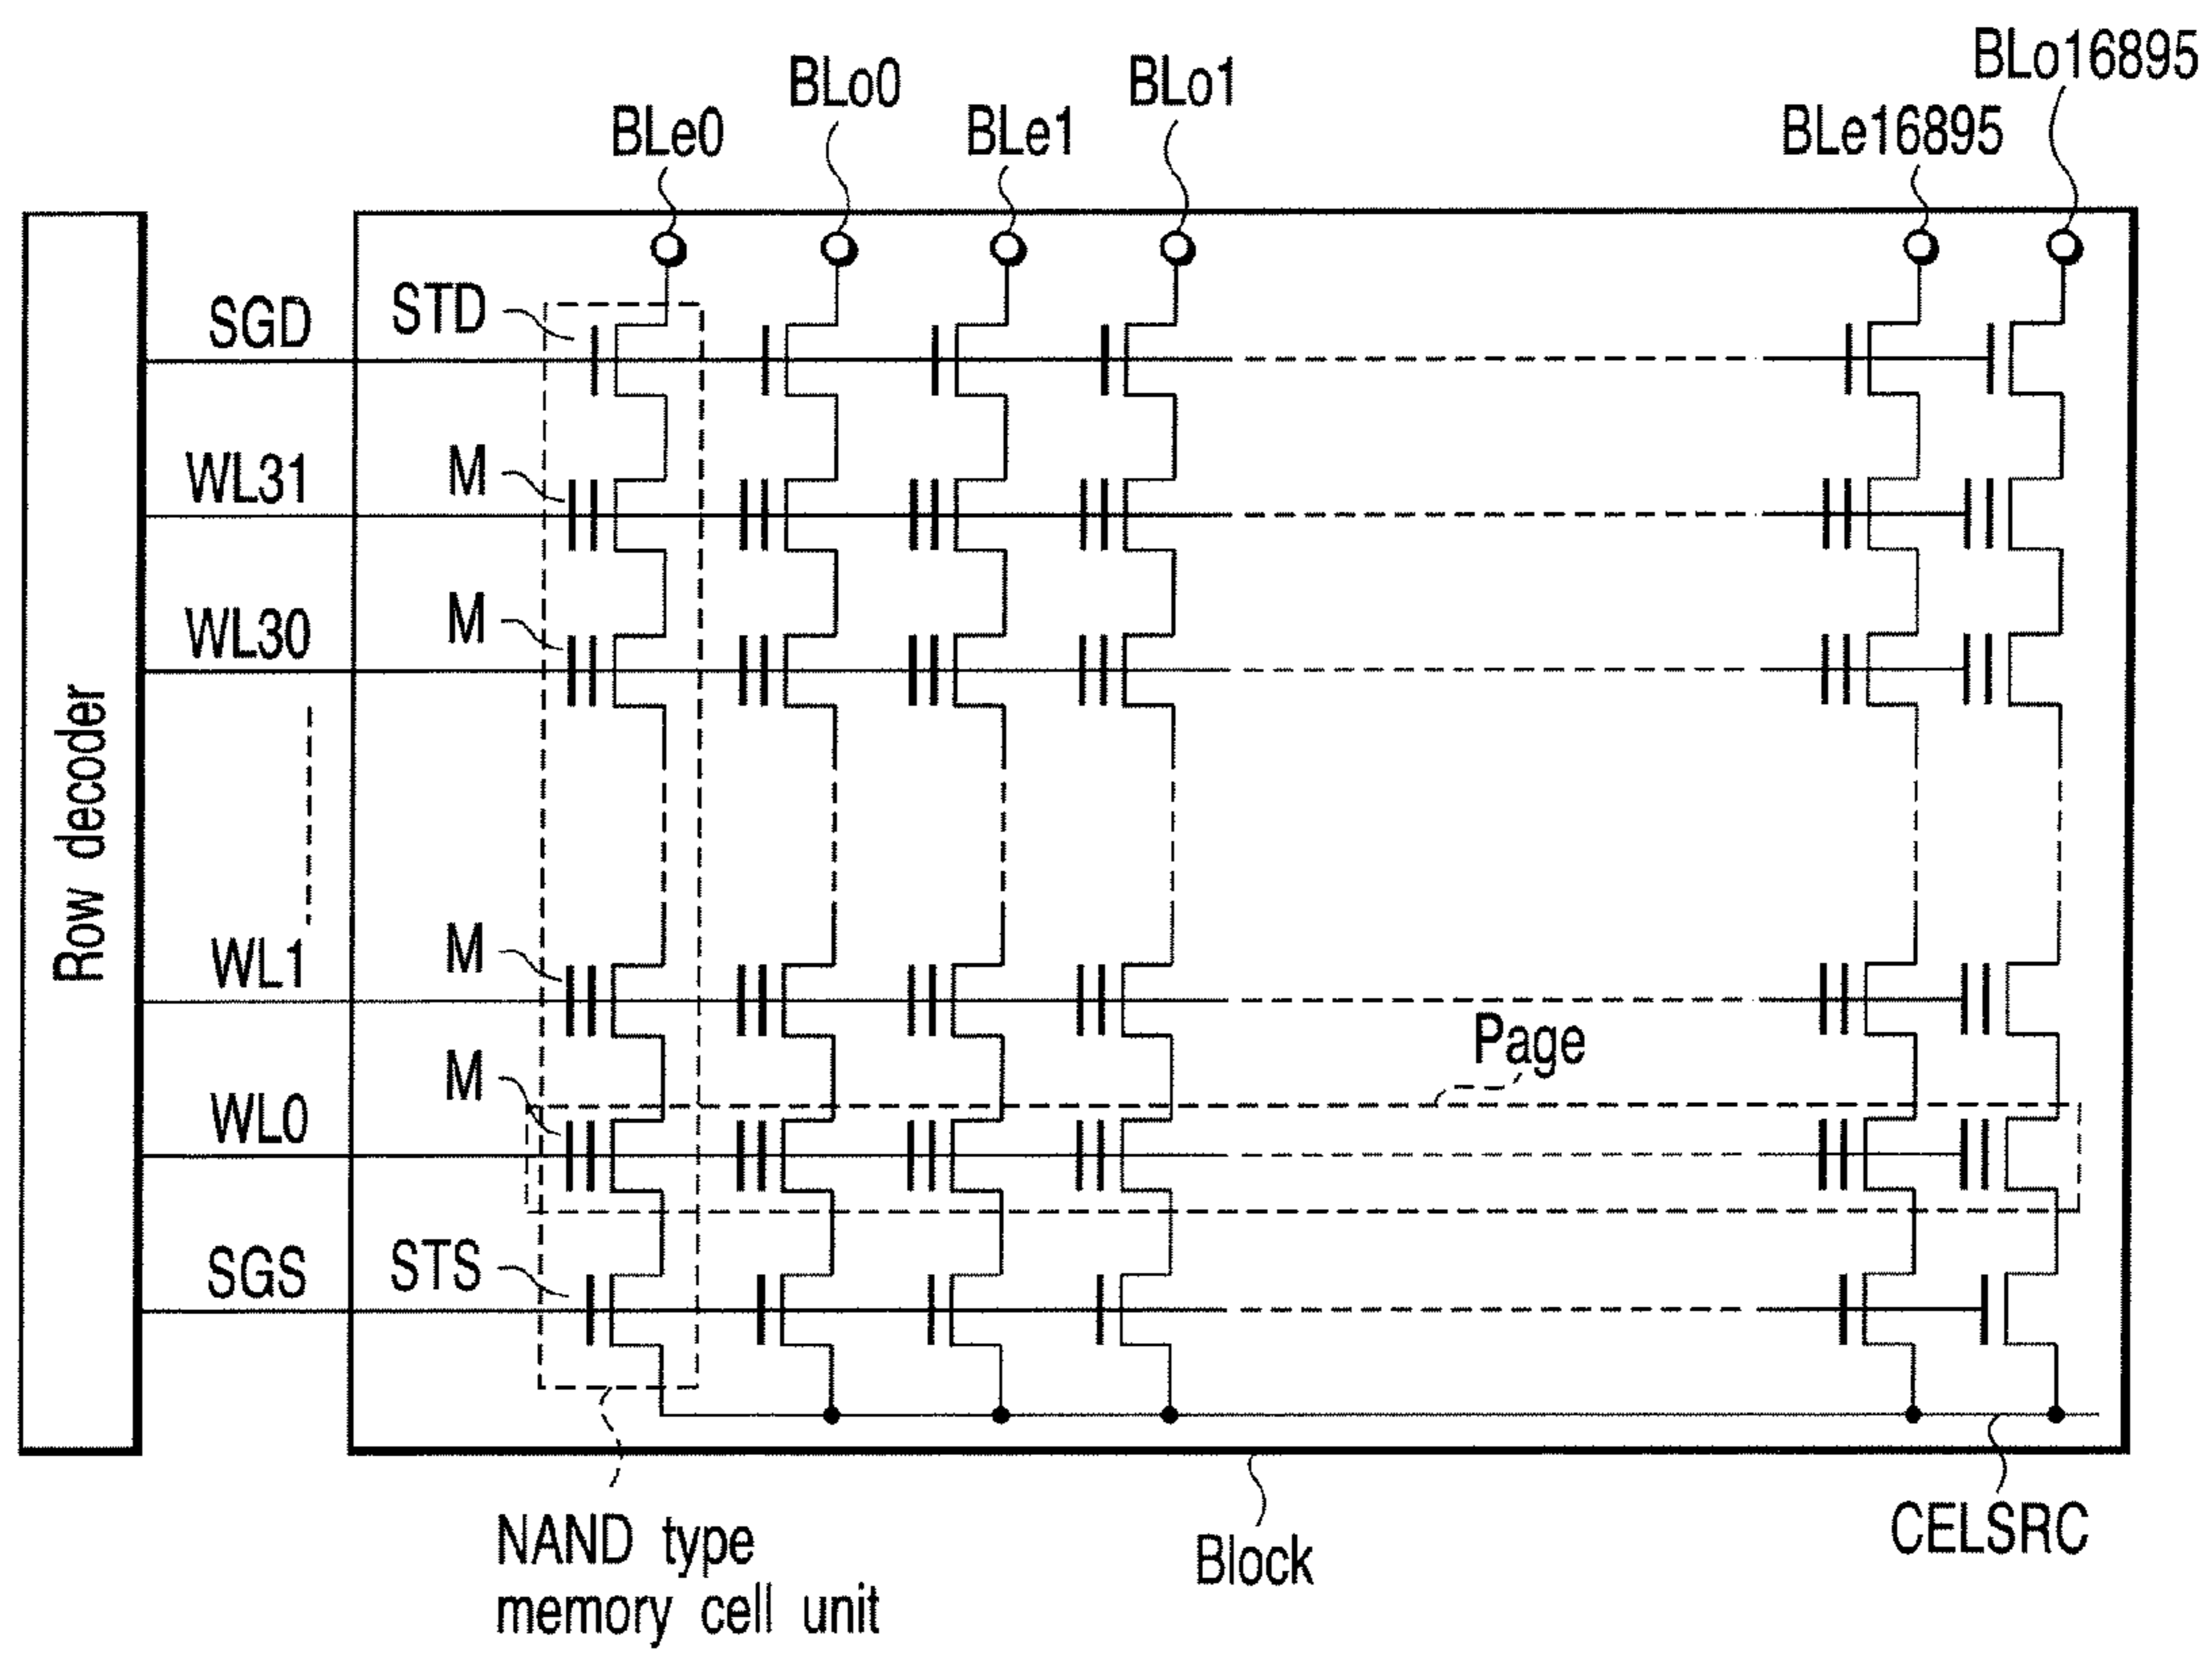 BLo16895
BLo0
BLo1
BLe0
BLe1
BLe16895
SGD
STD
WL31
M
WL30
M
Row decoder
WL1
M
Page
WL0
M
SGS
STS
NAND type
memory cell unit
Block
CELSRC